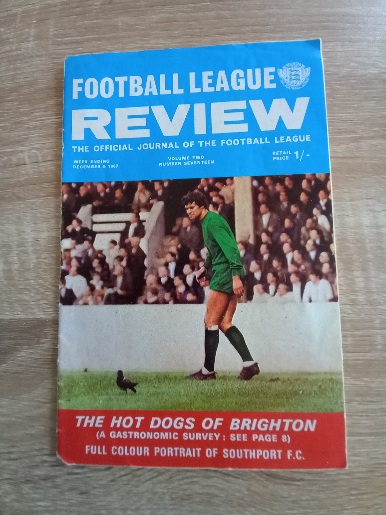 FOOTBALL LEAGUE
REVIEW
THE OFFICIAL JOURNAL OF THE FOOTBALL LEAGUE
WEEK ENDING
DECEMBER 9 1967
VOLUME TWO
NUMBER SEVENTEEN
RETAIL
PRICE 1/-
THE HOT DOGS OF BRIGHTON
(A GASTRONOMIC SURVEY: SEE PAGE 8)
FULL COLOUR PORTRAIT OF SOUTHPORT F.C.